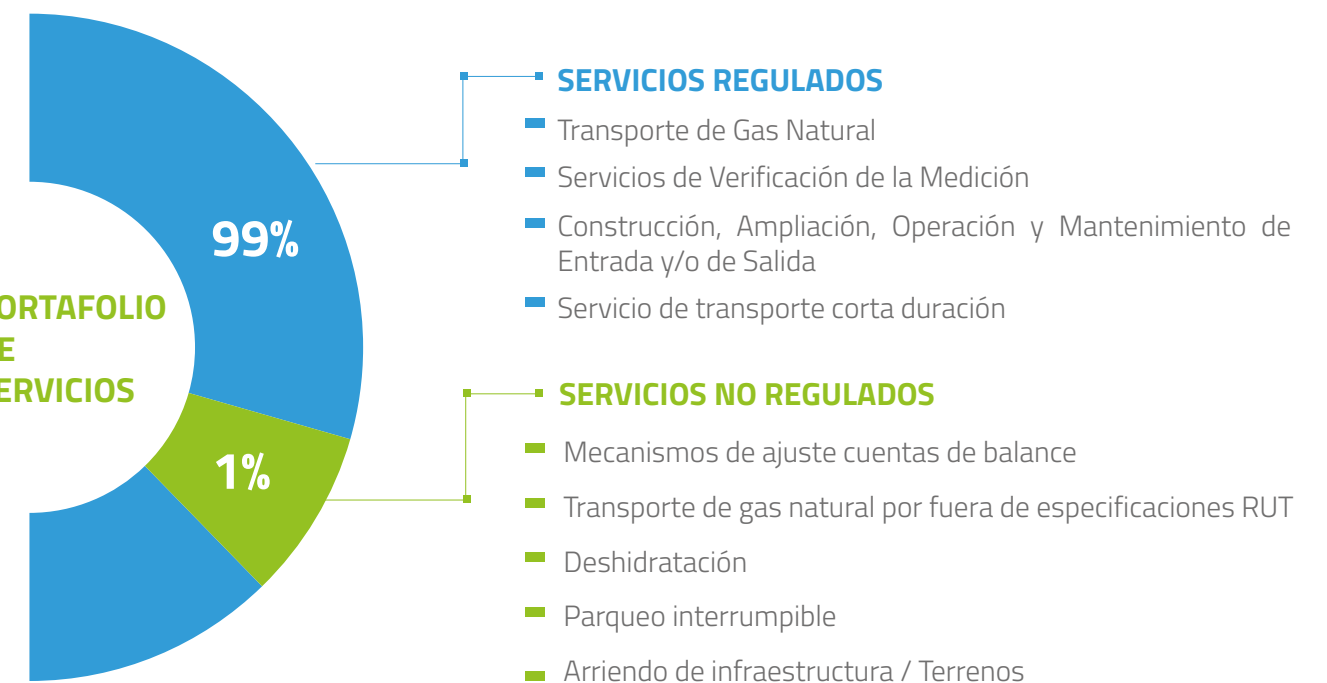 99%
ORTAFOLIO
E
ERVICIOS
1%
SERVICIOS REGULADOS
Transporte de Gas Natural
Servicios de Verificación de la Medición
Construcción, Ampliación, Operación y Mantenimiento de
Entrada y/o de Salida
Servicio de transporte corta duración
SERVICIOS NO REGULADOS
Mecanismos de ajuste cuentas de balance
Transporte de gas natural por fuera de especificaciones RUT
Deshidratación
Parqueo interrumpible
Arriendo de infraestructura / Terrenos